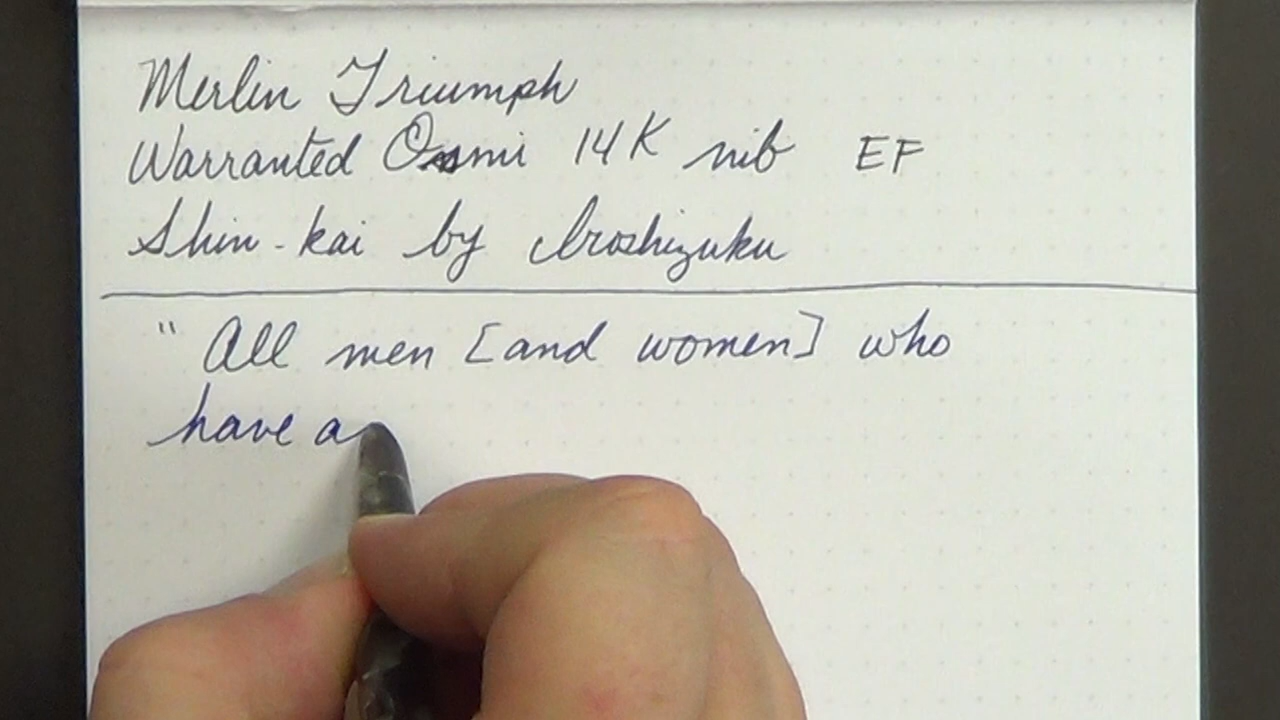 Merlin Triumph
Warranted Osmi 14K nib EF
Shin-kai by Iroshizuku
" All men [and women] who
have a